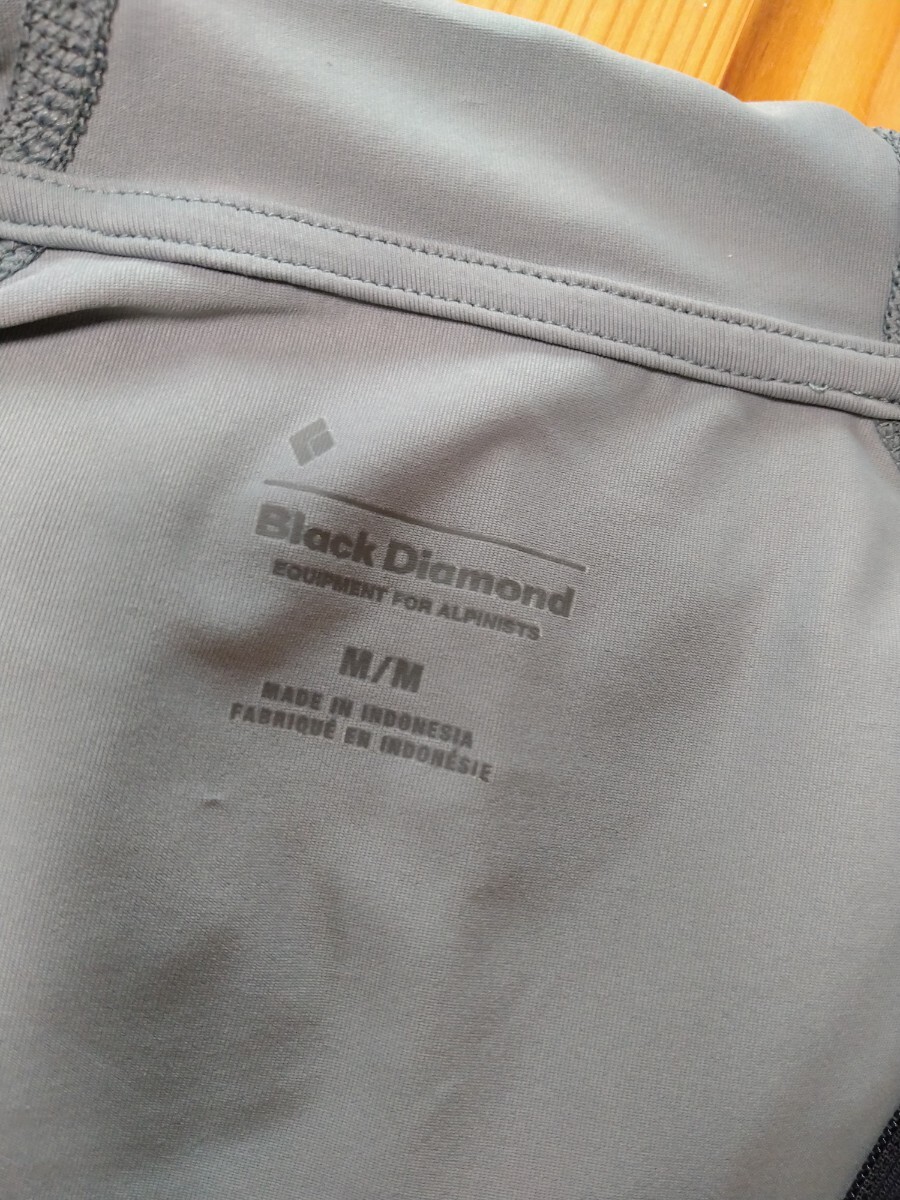 Black Diamond
EQUIPMENT FOR ALPINISTS
M/M
MADE IN INDONESIA
FABRIQUÉ EN INDONÉSIE